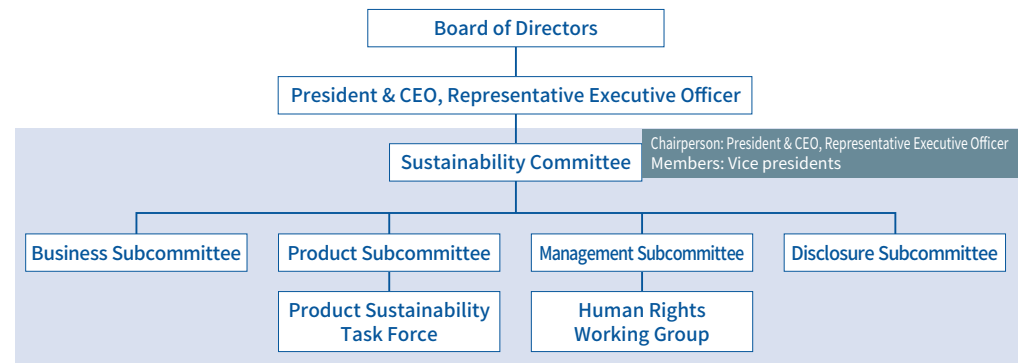 Board of Directors
President & CEO, Representative Executive Officer
Chairperson: President & CEO, Representative Executive Officer
Members: Vice presidents
Sustainability Committee
Business Subcommittee
Product Subcommittee
Management Subcommittee
Disclosure Subcommittee
Product Sustainability
Task Force
Human Rights
Working Group